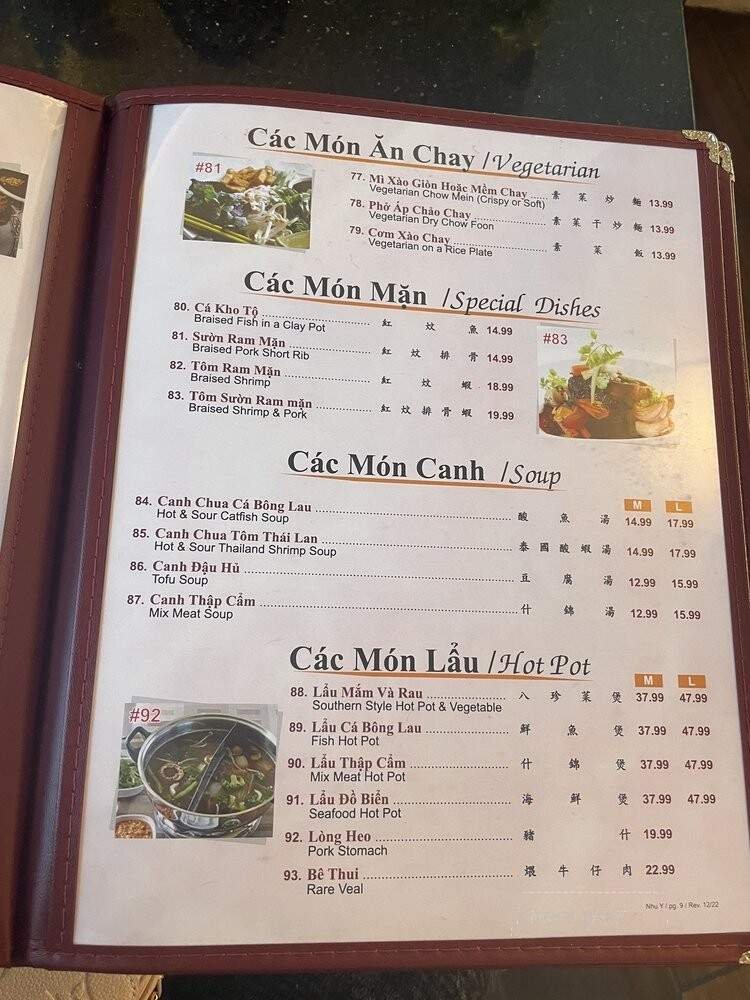 Các Món Ăn Chay / Vegetarian
#81
77. Mì Xào Giòn Hoặc Mềm Chay .... 素 菜 炒 麵 13.99
Vegetarian Chow Mein (Crispy or Soft)
78. Phở Áp Chảo Chay .... 素 菜 干 炒 麵 13.99
Vegetarian Dry Chow Foon
79. Cơm Xào Chay .... 素 菜 飯 13.99
Vegetarian on a Rice Plate
Các Món Mặn / Special Dishes
80. Cá Kho Tộ .... 紅 炆 魚 14.99
Braised Fish in a Clay Pot
81. Sườn Ram Mặn .... 紅 炆 排 骨 14.99
Braised Pork Short Rib
82. Tôm Ram Mặn .... 紅 炆 蝦 18.99
Braised Shrimp
83. Tôm Sườn Ram mặn .... 紅 炆 排 骨 蝦 19.99
Braised Shrimp & Pork
#83
Các Món Canh / Soup
M L
84. Canh Chua Cá Bông Lau .... 酸 魚 湯 14.99 17.99
Hot & Sour Catfish Soup
85. Canh Chua Tôm Thái Lan .... 泰 國 酸 蝦 湯 14.99 17.99
Hot & Sour Thailand Shrimp Soup
86. Canh Đậu Hủ .... 豆 腐 湯 12.99 15.99
Tofu Soup
87. Canh Thập Cẩm .... 什 錦 湯 12.99 15.99
Mix Meat Soup
Các Món Lẩu / Hot Pot
M L
88. Lẩu Mắm Và Rau .... 八 珍 菜 煲 37.99 47.99
Southern Style Hot Pot & Vegetable
89. Lẩu Cá Bông Lau .... 鮮 魚 煲 37.99 47.99
Fish Hot Pot
90. Lẩu Thập Cẩm .... 什 錦 煲 37.99 47.99
Mix Meat Hot Pot
91. Lẩu Đồ Biển .... 海 鮮 煲 37.99 47.99
Seafood Hot Pot
92. Lòng Heo .... 豬 什 19.99
Pork Stomach
93. Bê Thui .... 煨 牛 仔 肉 22.99
Rare Veal
#92
Như Ý / pg. 9 / Rev. 12/22